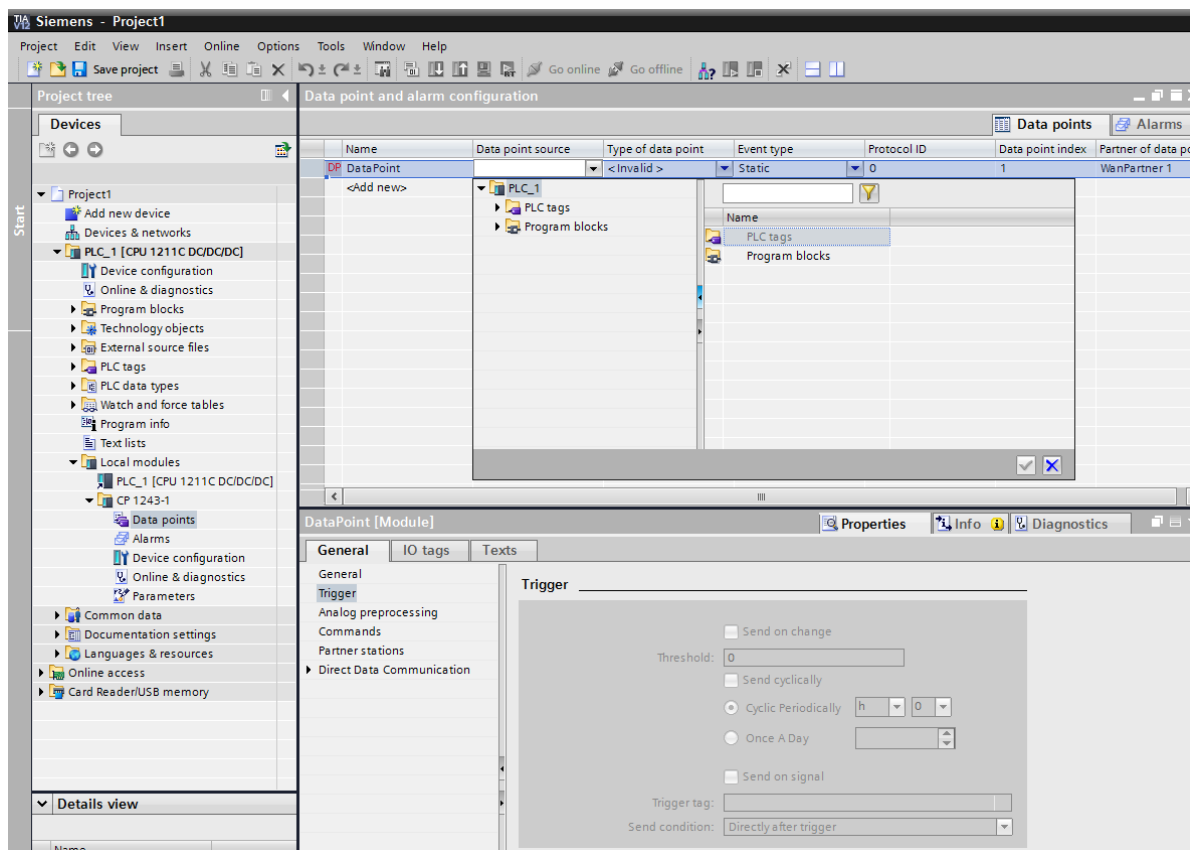 TIA V12 Siemens - Project1
Project Edit View Insert Online Options Tools Window Help
Save project Go online Go offline
Project tree
Devices
Start
Project1
Add new device
Devices & networks
PLC_1 [CPU 1211C DC/DC/DC]
Device configuration
Online & diagnostics
Program blocks
Technology objects
External source files
PLC tags
PLC data types
Watch and force tables
Program info
Text lists
Local modules
PLC_1 [CPU 1211C DC/DC/DC]
CP 1243-1
Data points
Alarms
Device configuration
Online & diagnostics
Parameters
Common data
Documentation settings
Languages & resources
Online access
Card Reader/USB memory
Details view
Name
Data point and alarm configuration
Data points Alarms
Name Data point source Type of data point Event type Protocol ID Data point index Partner of data po
DP DataPoint <Invalid > Static 0 1 WanPartner 1
<Add new>
PLC_1
PLC tags
Program blocks
Name
PLC tags
Program blocks
DataPoint [Module]
Properties Info Diagnostics
General IO tags Texts
General
Trigger
Analog preprocessing
Commands
Partner stations
Direct Data Communication
Trigger
Send on change
Threshold: 0
Send cyclically
Cyclic Periodically h 0
Once A Day
Send on signal
Trigger tag:
Send condition: Directly after trigger